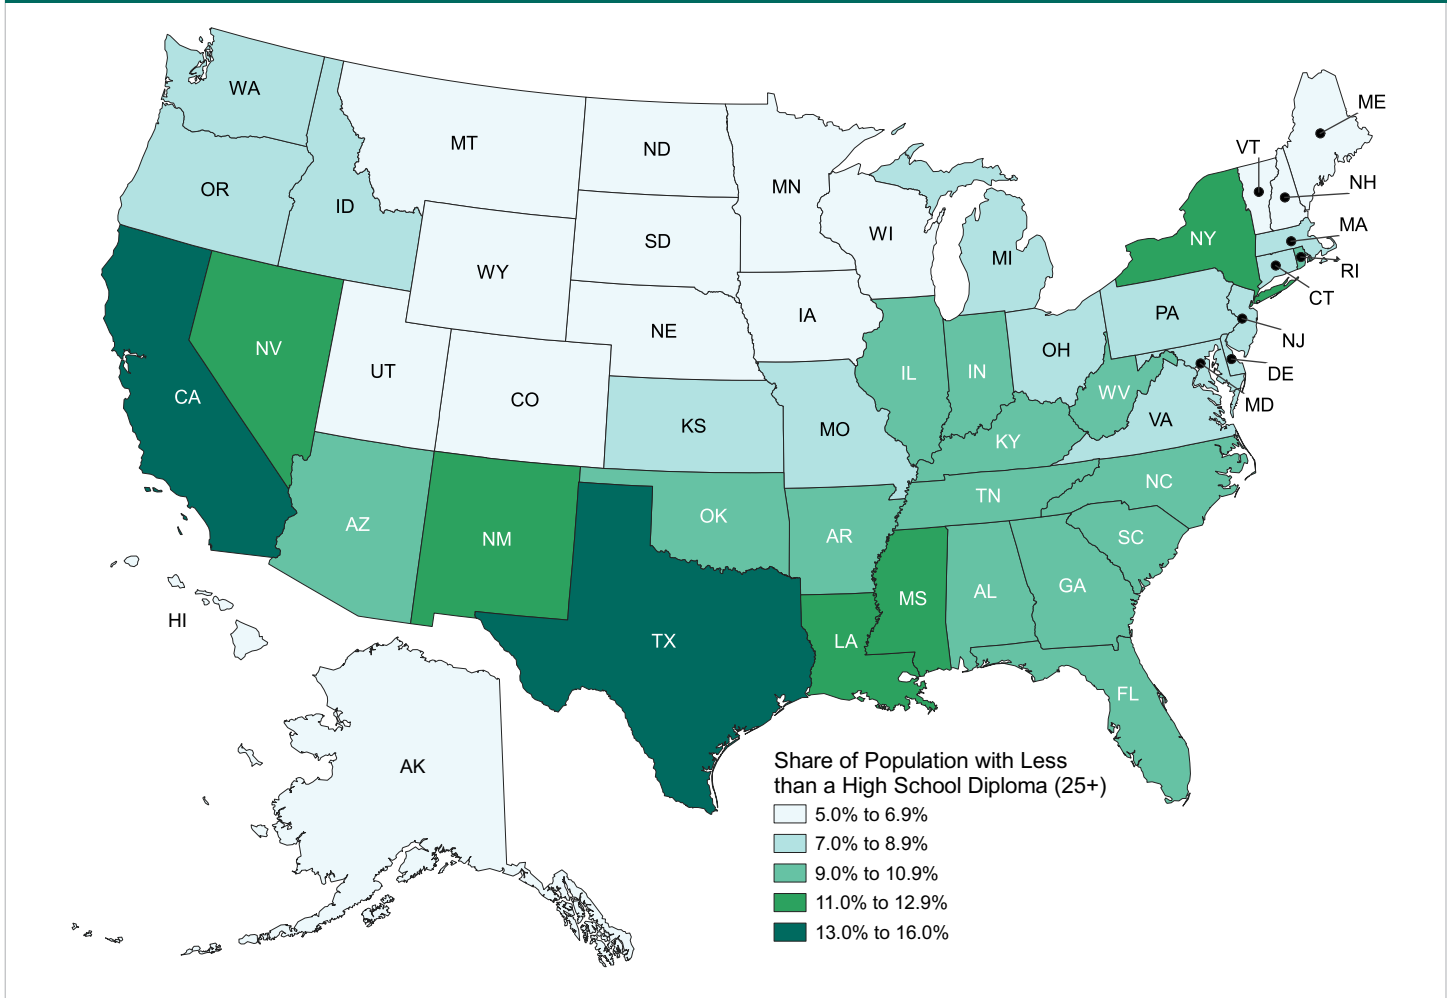 WA
OR
ID
MT
ND
MN
SD
WY
WI
MI
IA
NE
NV
UT
CO
CA
KS
MO
IL
IN
OH
PA
NY
VT
ME
NH
MA
RI
CT
NJ
DE
MD
WV
VA
KY
TN
NC
SC
GA
AL
MS
AR
LA
OK
TX
NM
AZ
FL
HI
AK
Share of Population with Less
than a High School Diploma (25+)
5.0% to 6.9%
7.0% to 8.9%
9.0% to 10.9%
11.0% to 12.9%
13.0% to 16.0%